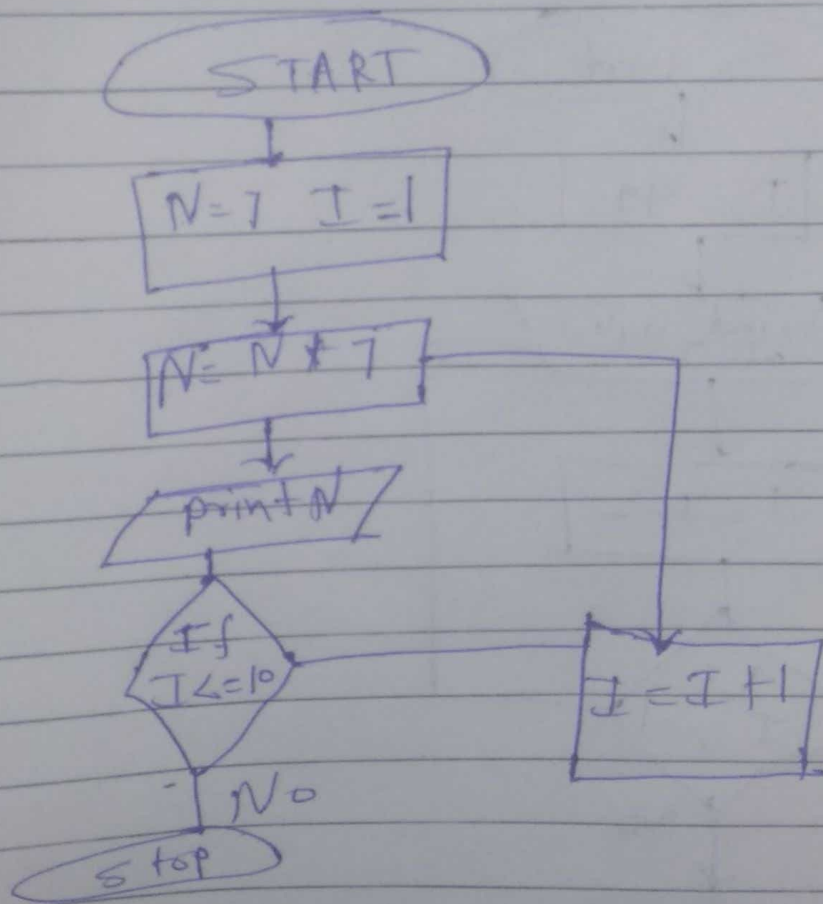 START
N=7 I=1
N= N * 7
print N
If
I<=10
I=I+1
No
Stop